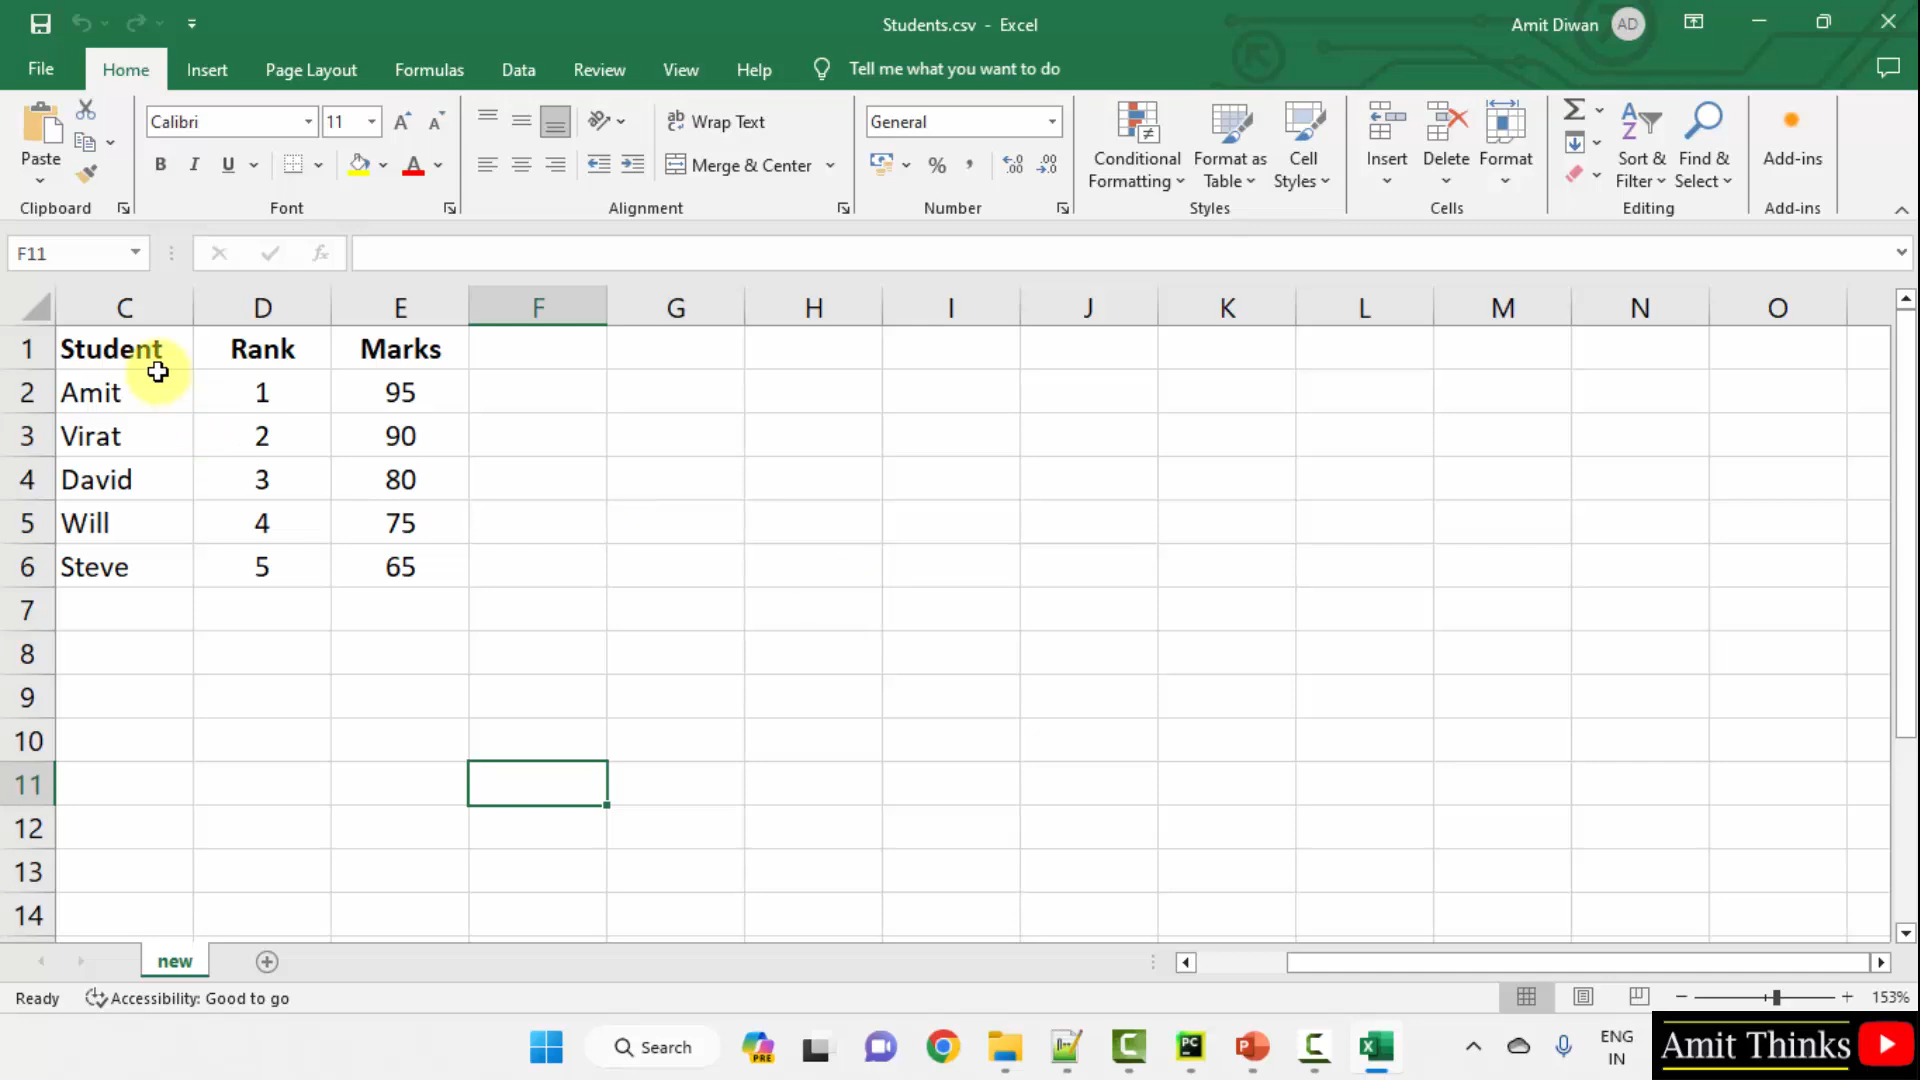 Students.csv - Excel
Amit Diwan AD
File Home Insert Page Layout Formulas Data Review View Help Tell me what you want to do
Calibri 11
Wrap Text
General
Paste
Merge & Center
Conditional Formatting
Format as Table
Cell Styles
Insert Delete Format
Sort & Filter
Find & Select
Add-ins
Clipboard Font Alignment Number Styles Cells Editing Add-ins
F11 fx
C D E F G H I J K L M N O
1 Student Rank Marks
2 Amit 1 95
3 Virat 2 90
4 David 3 80
5 Will 4 75
6 Steve 5 65
7
8
9
10
11
12
13
14
new
Ready Accessibility: Good to go 153%
Search PRE PC ENG
IN
Amit Thinks